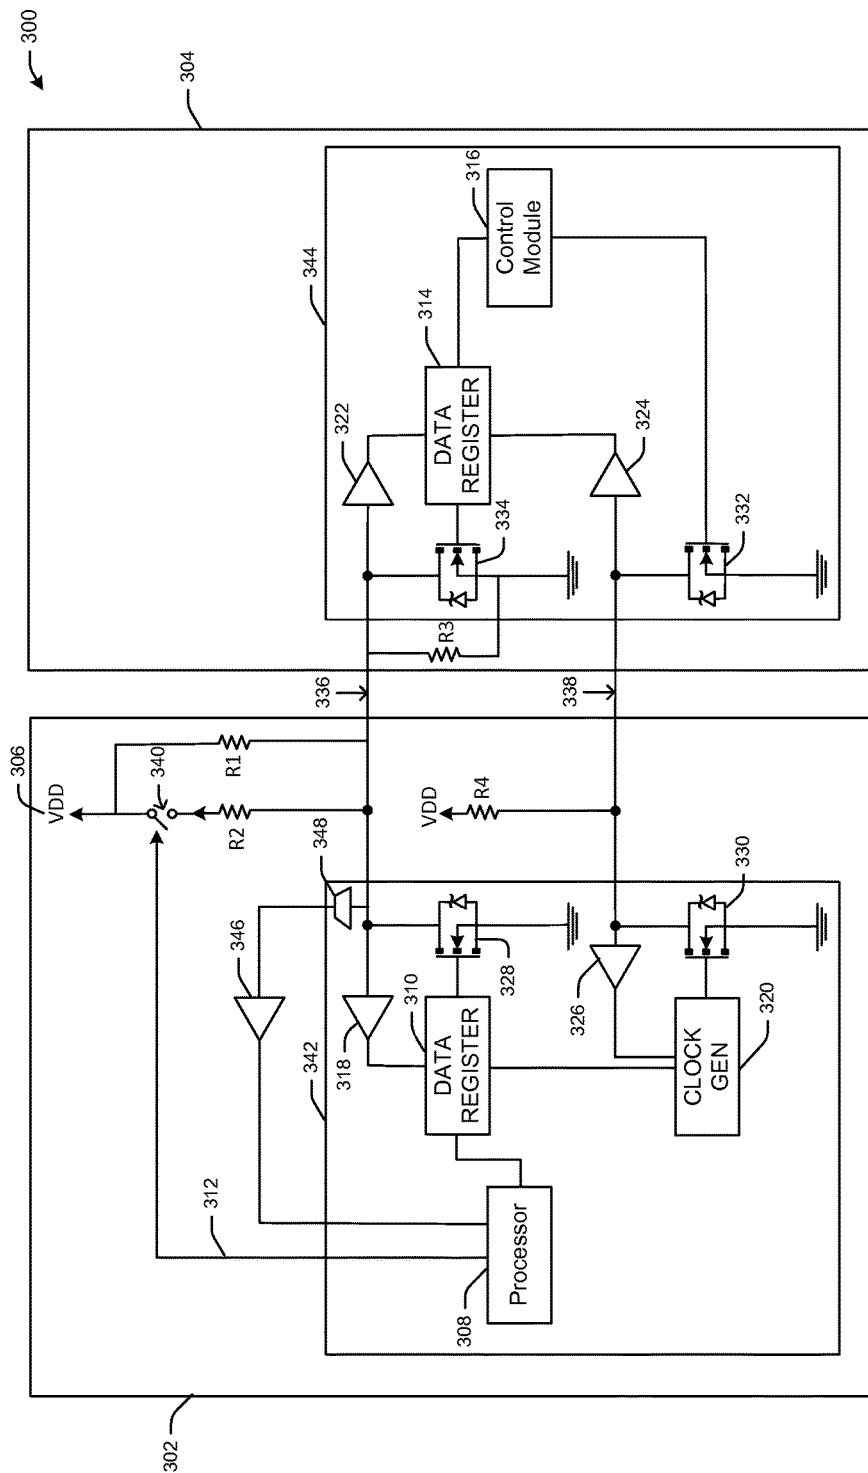 300
306
VDD
340
302
304
312
R2
R1
346
342
348
336
344
318
322
310
VDD
R3
314
DATA
REGISTER
DATA
REGISTER
308
Processor
R4
328
334
316
Control
Module
326
338
324
320
CLOCK
GEN
330
332